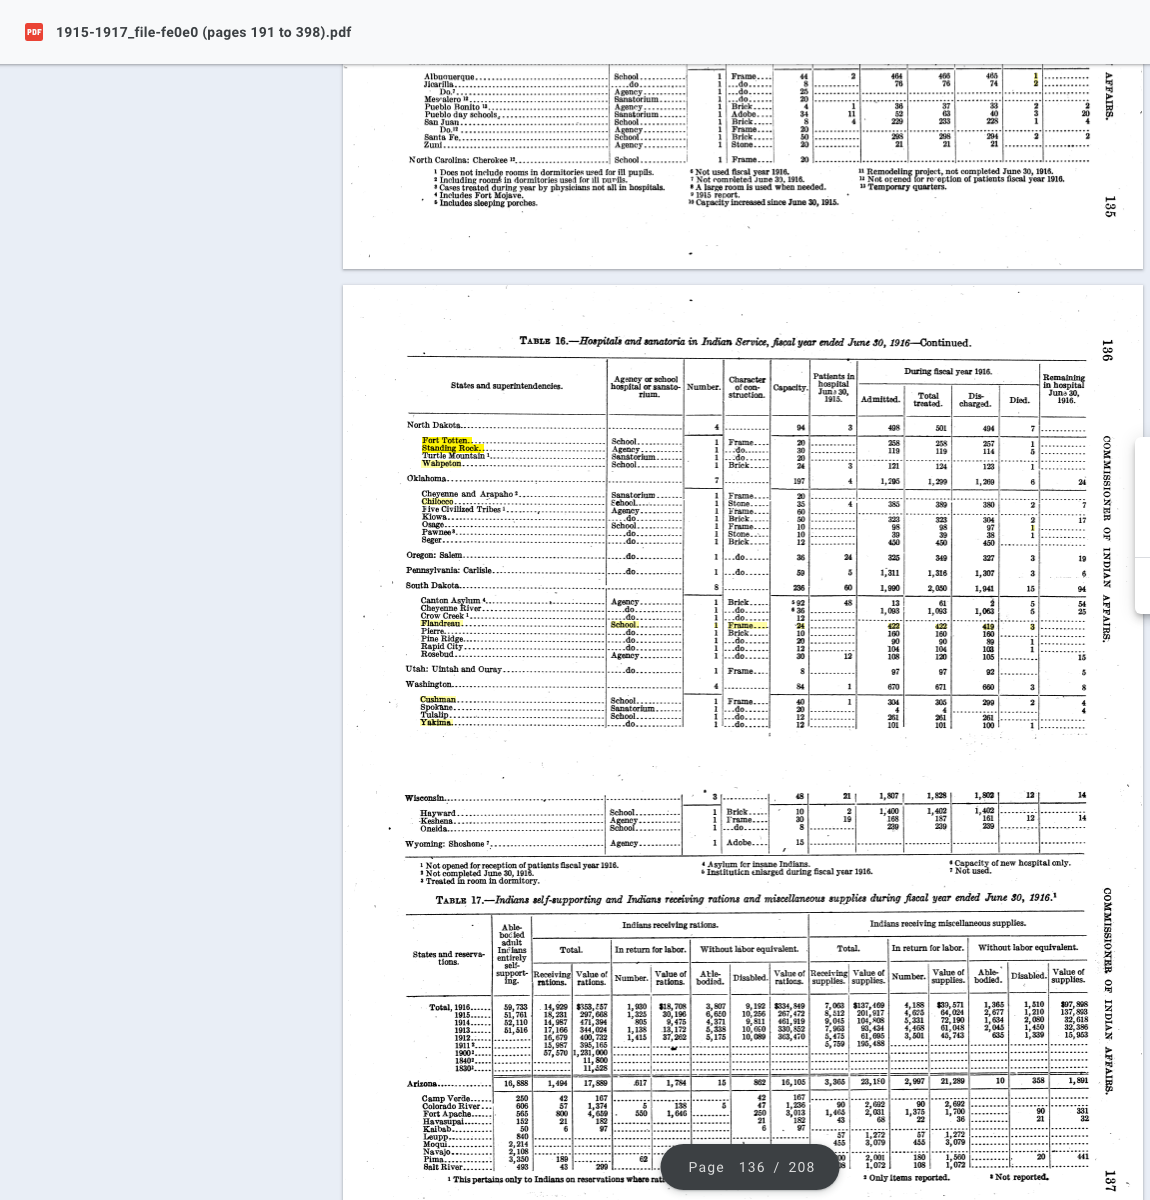 1915-1917_file-fe0e0 (pages 191 to 398).pdf
Albuquerque School 1 Frame 44 2 464 466 465 1
Jicarilla do 1 do 8 76 76 74 2
Do.⁷ Agency 1 do 25
Mescalero ¹² Sanatorium 1 do 20
Pueblo Bonito ¹³ School 1 Brick 4 1 36 37 33 2 2
Pueblo day schools Sanatorium 1 Adobe 34 11 52 63 40 3 20
San Juan School 1 Brick 8 4 229 233 228 1 4
Do.¹² Agency 1 Frame 20
Santa Fe School 1 Brick 50 298 298 294 2 2
Zuni Agency 1 Stone 20 21 21 21
North Carolina: Cherokee ¹². School 1 Frame 20
¹ Does not include rooms in dormitories used for ill pupils.
² Including rooms in dormitories used for ill pupils.
³ Cases treated during year by physicians not all in hospitals.
⁴ Includes Fort Mojave.
⁵ Includes sleeping porches.
⁶ Not used fiscal year 1916.
⁷ Not completed June 30, 1916.
⁸ A large room is used when needed.
⁹ 1915 report.
¹⁰ Capacity increased since June 30, 1915.
¹¹ Remodeling project, not completed June 30, 1916.
¹² Not opened for reception of patients fiscal year 1916.
¹³ Temporary quarters.
AFFAIRS.
135
136
COMMISSIONER OF INDIAN AFFAIRS.
TABLE 16.—Hospitals and sanatoria in Indian Service, fiscal year ended June 30, 1916—Continued.
States and superintendencies.
Agency or school hospital or sanatorium.
Number.
Character of construction.
Capacity.
Patients in hospital June 30, 1915.
During fiscal year 1916.
Admitted.
Total treated.
Discharged.
Died.
Remaining in hospital June 30, 1916.
North Dakota 4 94 3 498 501 494 7
Fort Totten School 1 Frame 20 258 258 257 1
Standing Rock Agency 1 do 30 119 119 114 5
Turtle Mountain ¹ Sanatorium 1 do 20
Wahpeton School 1 Brick 24 3 121 124 123 1
Oklahoma 7 197 4 1,295 1,299 1,269 6 24
Cheyenne and Arapaho ² Sanatorium 1 Frame 20
Chilocco School 1 Stone 35 4 385 389 380 2 7
Five Civilized Tribes ¹ Agency 1 Frame 60
Kiowa do 1 Brick 50 323 323 304 2 17
Osage School 1 Frame 10 98 98 97 1
Pawnee³ do 1 Stone 10 39 39 38 1
Seger do 1 Brick 12 450 450 450
Oregon: Salem do 1 do 36 24 325 349 327 3 19
Pennsylvania: Carlisle do 1 do 59 5 1,311 1,316 1,307 3 6
South Dakota 8 236 60 1,990 2,050 1,941 15 94
Canton Asylum ⁴ Agency 1 Brick ⁵ 92 48 13 61 2 5 54
Cheyenne River do 1 do ⁶ 36 1,093 1,093 1,063 5 25
Crow Creek ¹ do 1 do 12
Flandreau School 1 Frame 24 422 422 419 3
Pierre do 1 Brick 10 160 160 160
Pine Ridge do 1 do 20 90 90 89 1
Rapid City do 1 do 12 104 104 103 1
Rosebud Agency 1 do 30 12 108 120 105 15
Utah: Uintah and Ouray do 1 Frame 8 97 97 92 5
Washington 4 84 1 670 671 660 3 8
Cushman School 1 Frame 40 1 304 305 299 2 4
Spokane Sanatorium 1 do 20 4 4 4
Tulalip School 1 do 12 261 261 261
Yakima do 1 do 12 101 101 100 1
Wisconsin 3 48 21 1,807 1,828 1,802 12 14
Hayward School 1 Brick 10 2 1,400 1,402 1,402
Keshena Agency 1 Frame 30 19 168 187 161 12 14
Oneida School 1 do 8 239 239 239
Wyoming: Shoshone ⁷ Agency 1 Adobe 15
¹ Not opened for reception of patients fiscal year 1916.
² Not completed June 30, 1916.
³ Treated in room in dormitory.
⁴ Asylum for insane Indians.
⁵ Institution enlarged during fiscal year 1916.
⁶ Capacity of new hospital only.
⁷ Not used.
TABLE 17.—Indians self-supporting and Indians receiving rations and miscellaneous supplies during fiscal year ended June 30, 1916.¹
States and reservations.
Able-bodied adult Indians entirely self-supporting.
Indians receiving rations.
Indians receiving miscellaneous supplies.
Total. In return for labor. Without labor equivalent. Total. In return for labor. Without labor equivalent.
Receiving rations. Value of rations. Number. Value of rations. Able-bodied. Disabled. Value of rations. Receiving supplies. Value of supplies. Number. Value of supplies. Able-bodied. Disabled. Value of supplies.
Total, 1916 59,733 14,929 $353,557 1,930 $18,708 3,807 9,192 $334,849 7,063 $137,469 4,188 $39,571 1,365 1,510 $97,898
1915 51,761 18,231 297,668 1,325 30,196 6,650 10,256 267,472 8,512 201,917 4,625 64,024 2,677 1,210 137,893
1914 52,110 14,987 471,394 805 9,475 4,371 9,811 461,919 9,045 104,808 5,331 72,190 1,634 2,080 32,618
1913 51,516 17,166 344,024 1,138 13,172 5,338 10,690 330,852 7,963 93,434 4,468 61,048 2,045 1,450 32,386
1912 16,679 400,732 1,415 37,262 5,175 10,089 363,470 5,475 61,695 3,501 45,743 635 1,339 15,953
1911² 15,987 395,165 5,759 195,488
1900² 57,570 1,231,000
1840² 11,800
1830² 11,528
Arizona 16,888 1,494 17,889 617 1,784 15 862 16,105 3,365 23,180 2,997 21,289 10 358 1,891
Camp Verde 250 42 167 42 167
Colorado River 606 57 1,374 5 138 5 47 1,236 90 2,692 90 2,692
Fort Apache 565 800 4,659 550 1,646 250 3,013 1,465 2,031 1,375 1,700 90 331
Havasupai 152 21 182 21 182 43 68 22 36 21 32
Kaibab 50 6 97 6 97
Leupp 840 57 1,272 57 1,272
Moqui 2,214 455 3,079 455 3,079
Navajo 2,108
Pima 3,350 189 62 2,001 180 1,560 20 441
Salt River 493 43 299 1,072 108 1,072
¹ This pertains only to Indians on reservations where
² Only items reported.
³ Not reported.
COMMISSIONER OF INDIAN AFFAIRS.
137
Page 136 / 208